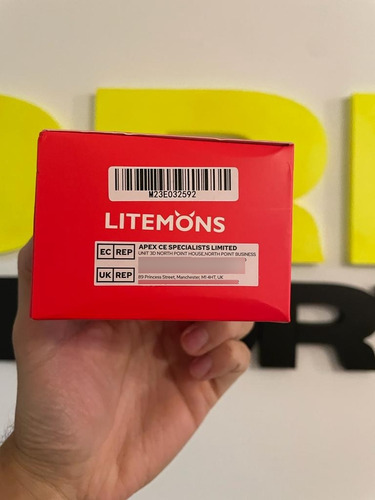 M23E032592
LITEMONS
EC REP
APEX CE SPECIALISTS LIMITED
UNIT 3D NORTH POINT HOUSE,NORTH POINT BUSINESS
UK REP
89 Princess Street, Manchester, M1 4HT, UK